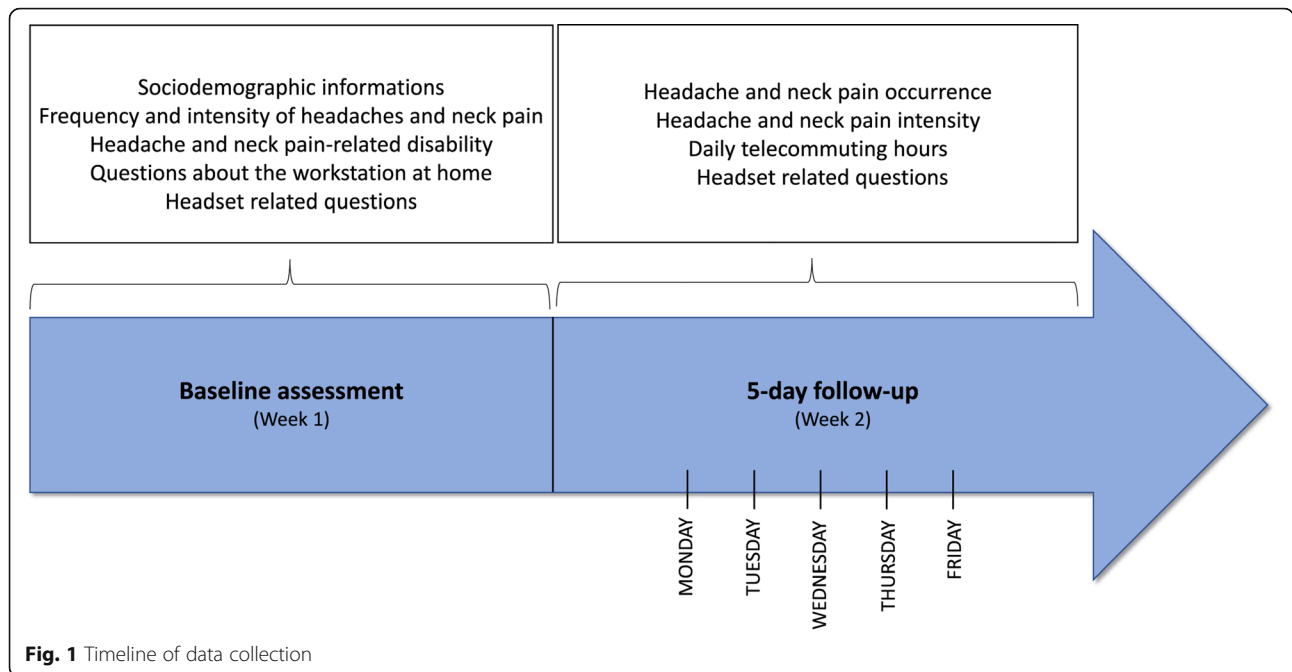 Sociodemographic informations
Frequency and intensity of headaches and neck pain
Headache and neck pain-related disability
Questions about the workstation at home
Headset related questions
Headache and neck pain occurrence
Headache and neck pain intensity
Daily telecommuting hours
Headset related questions
Baseline assessment
(Week 1)
5-day follow-up
(Week 2)
MONDAY
TUESDAY
WEDNESDAY
THURSDAY
FRIDAY
Fig. 1 Timeline of data collection